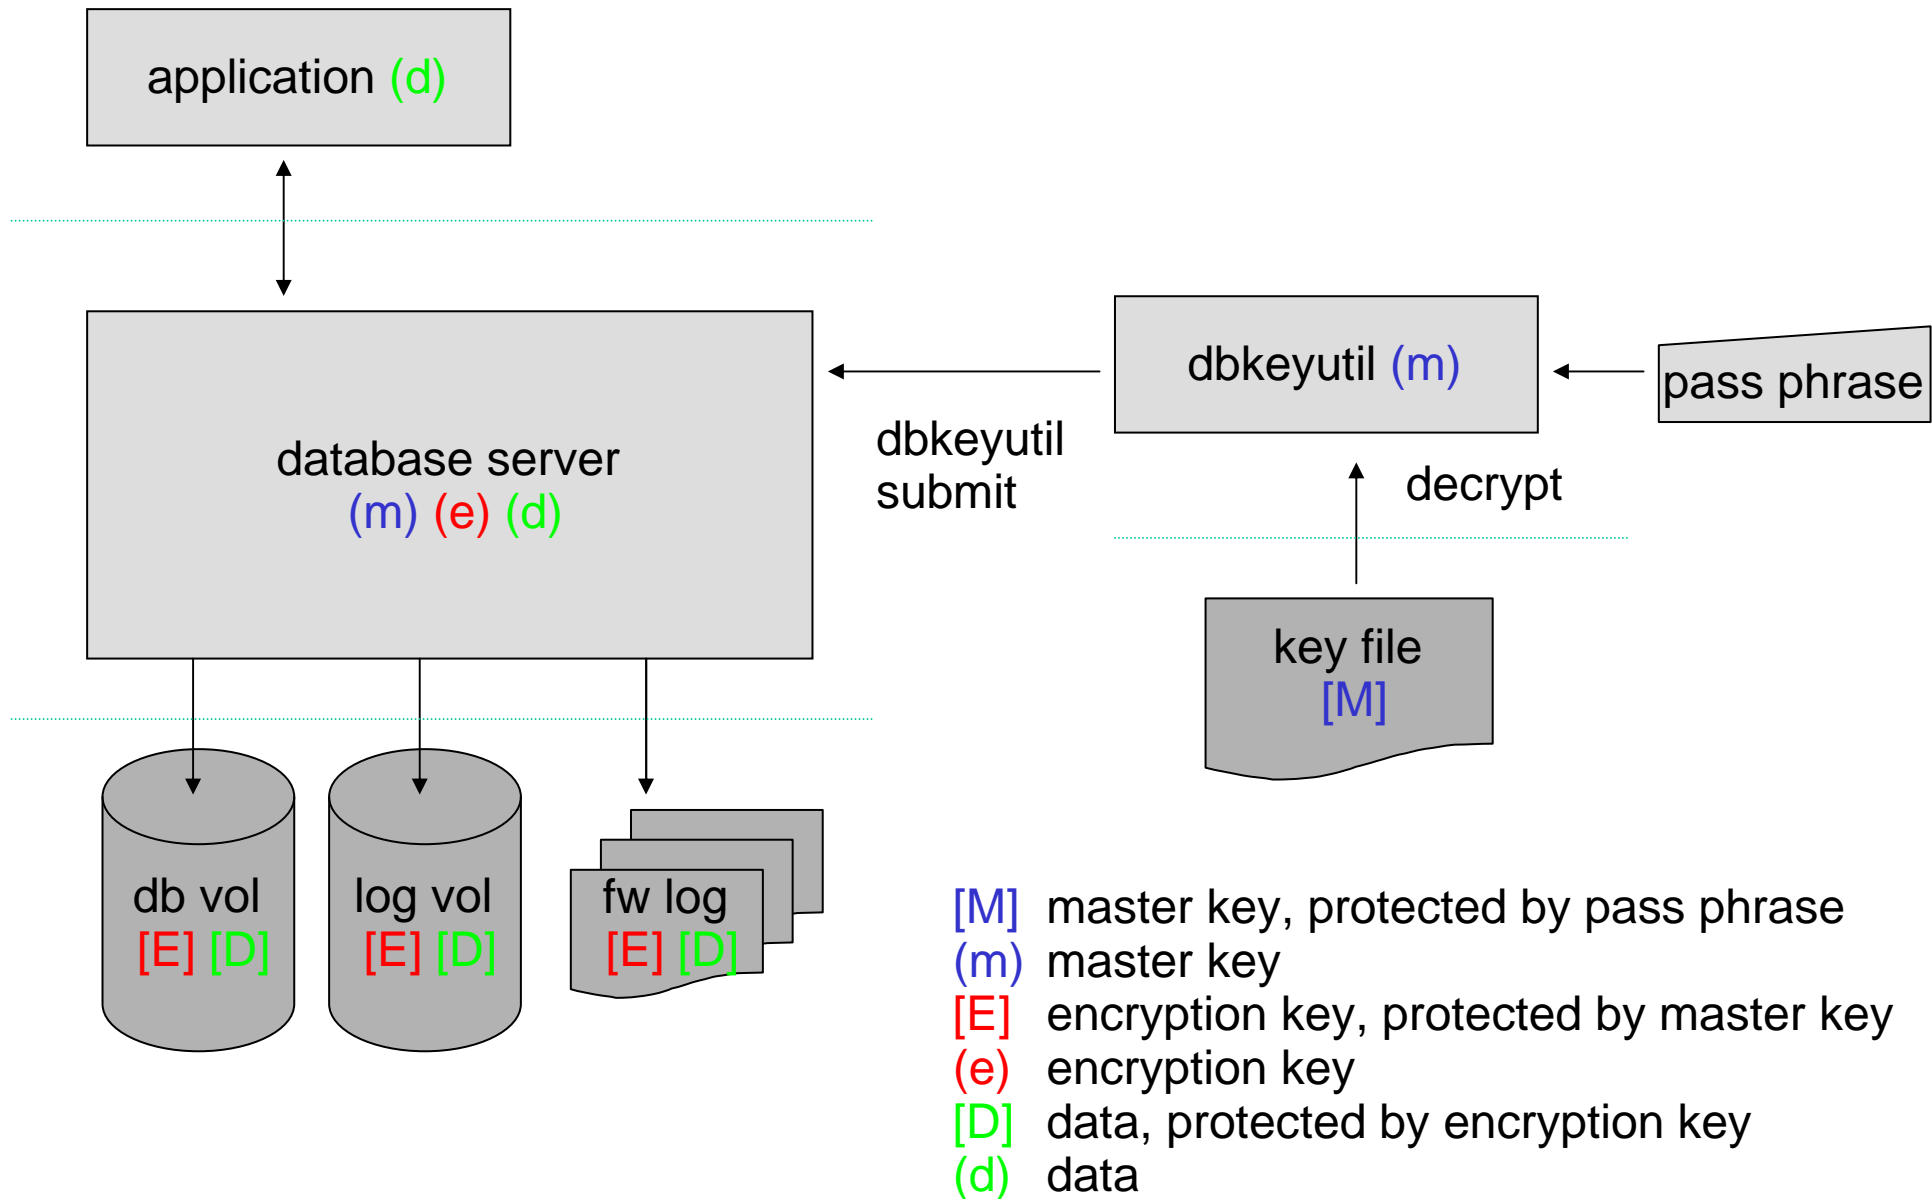 application (d)
database server
(m) (e) (d)
dbkeyutil
submit
dbkeyutil (m)
pass phrase
decrypt
key file
[M]
db vol
[E] [D]
log vol
[E] [D]
fw log
[E] [D]
[M] master key, protected by pass phrase
(m) master key
[E] encryption key, protected by master key
(e) encryption key
[D] data, protected by encryption key
(d) data